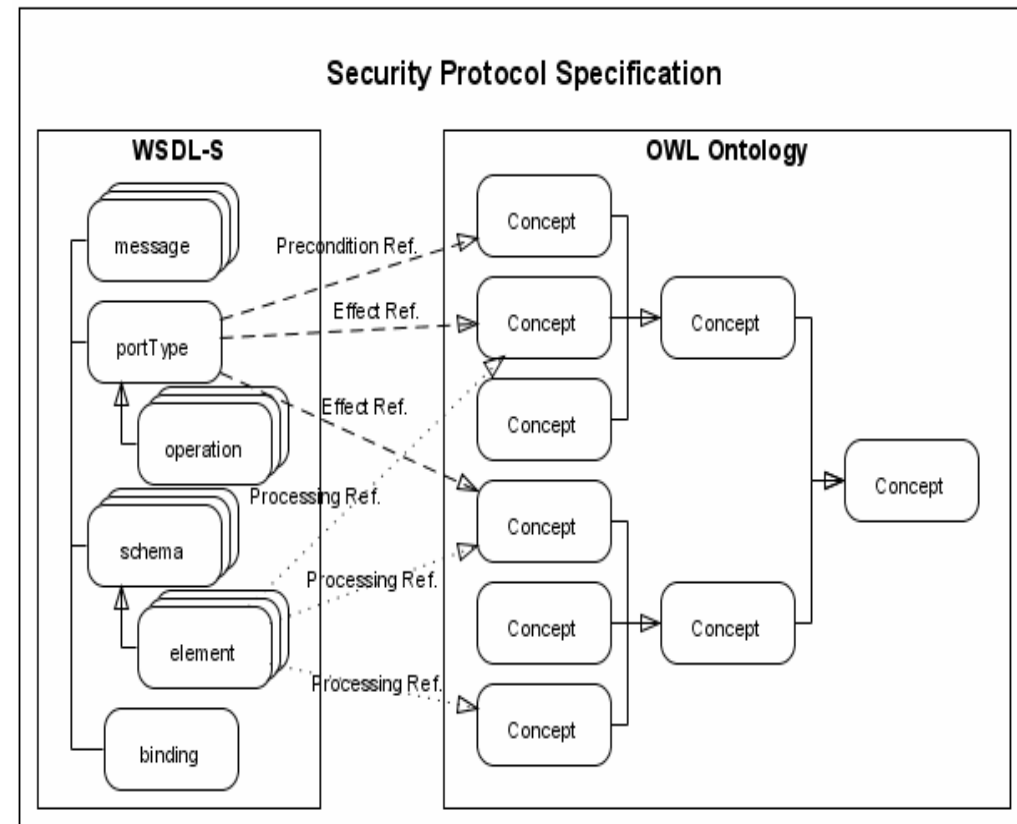 Security Protocol Specification
WSDL-S
message
portType
operation
schema
element
binding
Precondition Ref.
Effect Ref.
Effect Ref.
Processing Ref.
Processing Ref.
Processing Ref.
OWL Ontology
Concept
Concept
Concept
Concept
Concept
Concept
Concept
Concept
Concept